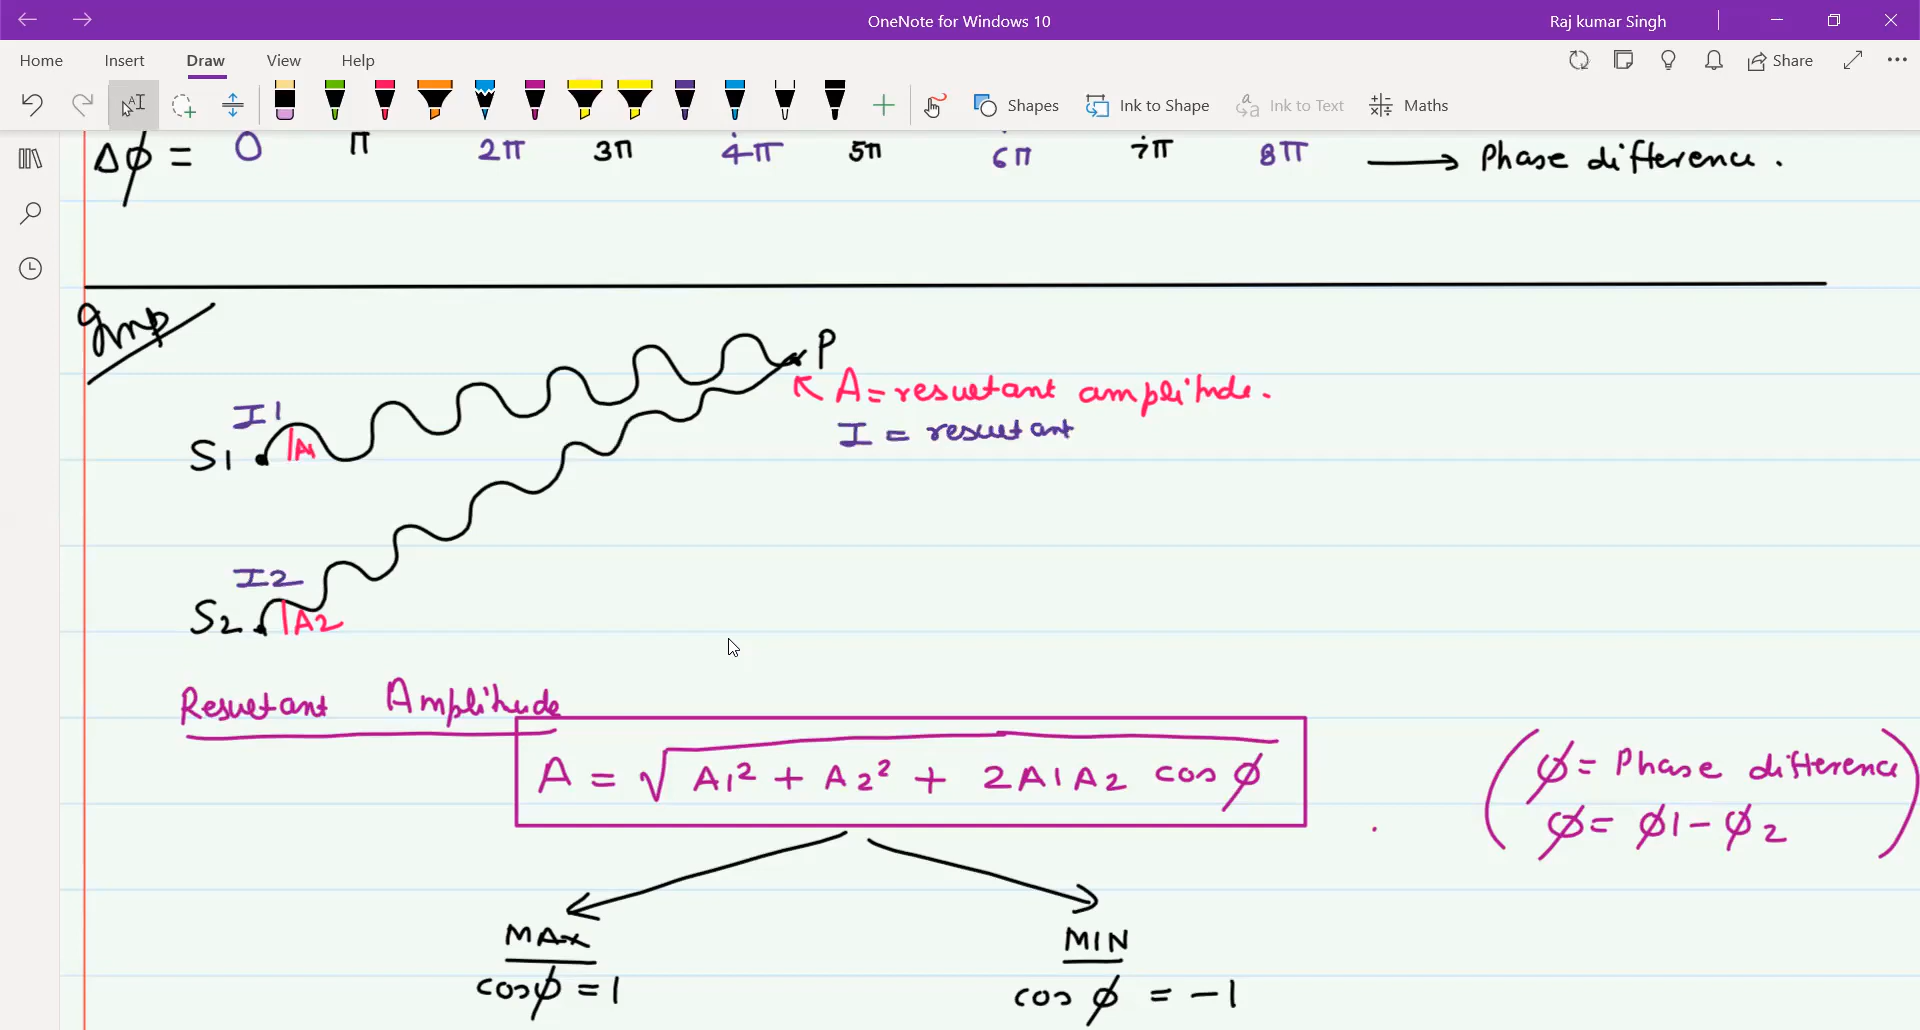 OneNote for Windows 10
Raj kumar Singh
Home Insert Draw View Help
Share
Shapes Ink to Shape Ink to Text Maths
Δϕ = 0 π 2π 3π 4π 5π 6π 7π 8π → Phase difference.
Imp
P
A = resultant amplitude.
I1
I = resultant
S1 A1
I2
S2 A2
Resultant Amplitude
A = √A1² + A2² + 2A1A2 cos ϕ
(ϕ = Phase difference
ϕ = ϕ1 - ϕ2)
MAX MIN
cosϕ = 1 cos ϕ = -1